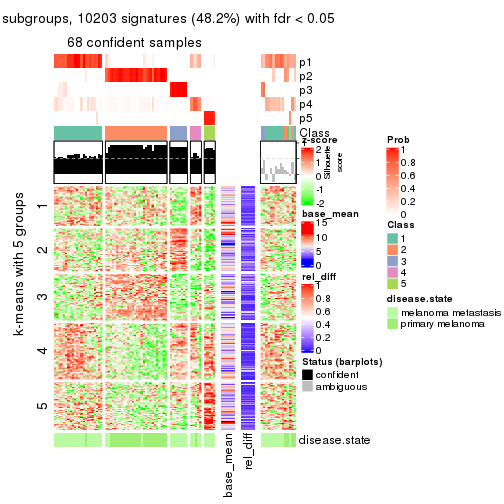 subgroups, 10203 signatures (48.2%) with fdr < 0.05
68 confident samples
p1
p2
p3
p4
p5
Class
Silhouette
score
k-means with 5 groups
1
2
3
4
5
base_mean
rel_diff
disease.state
z-score
2
1
0
-1
-2
base_mean
15
10
5
0
rel_diff
1
0.8
0.6
0.4
0.2
0
Status (barplots)
confident
ambiguous
Prob
1
0.8
0.6
0.4
0.2
0
Class
1
2
3
4
5
disease.state
melanoma metastasis
primary melanoma